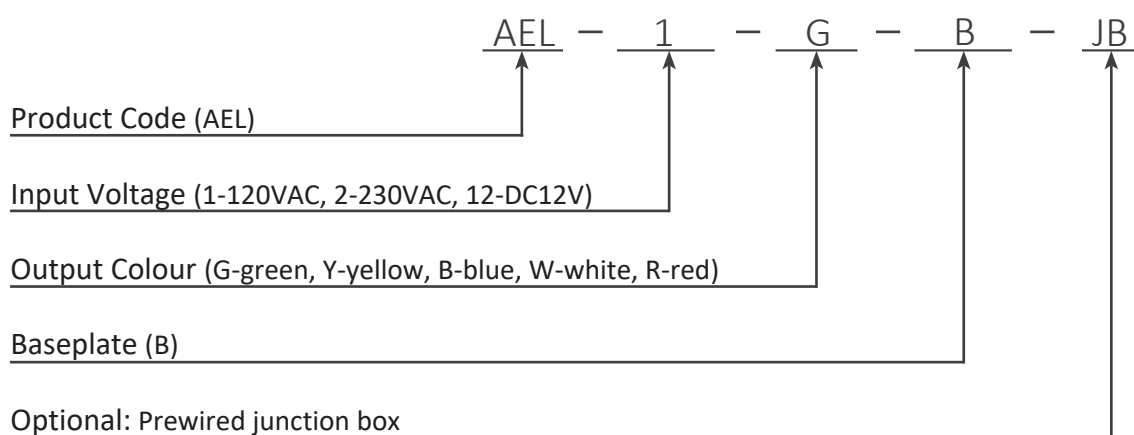 AEL – 1 – G – B – JB
Product Code (AEL)
Input Voltage (1-120VAC, 2-230VAC, 12-DC12V)
Output Colour (G-green, Y-yellow, B-blue, W-white, R-red)
Baseplate (B)
Optional: Prewired junction box